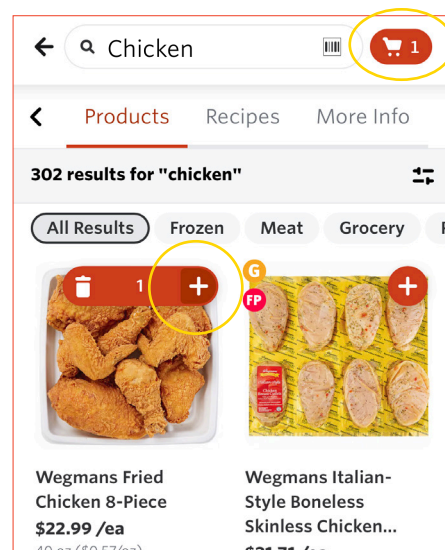 Chicken
1
Products Recipes More Info
302 results for "chicken"
All Results Frozen Meat Grocery
1
G
FP
Wegmans Fried
Chicken 8-Piece
$22.99 /ea
Wegmans Italian-
Style Boneless
Skinless Chicken...